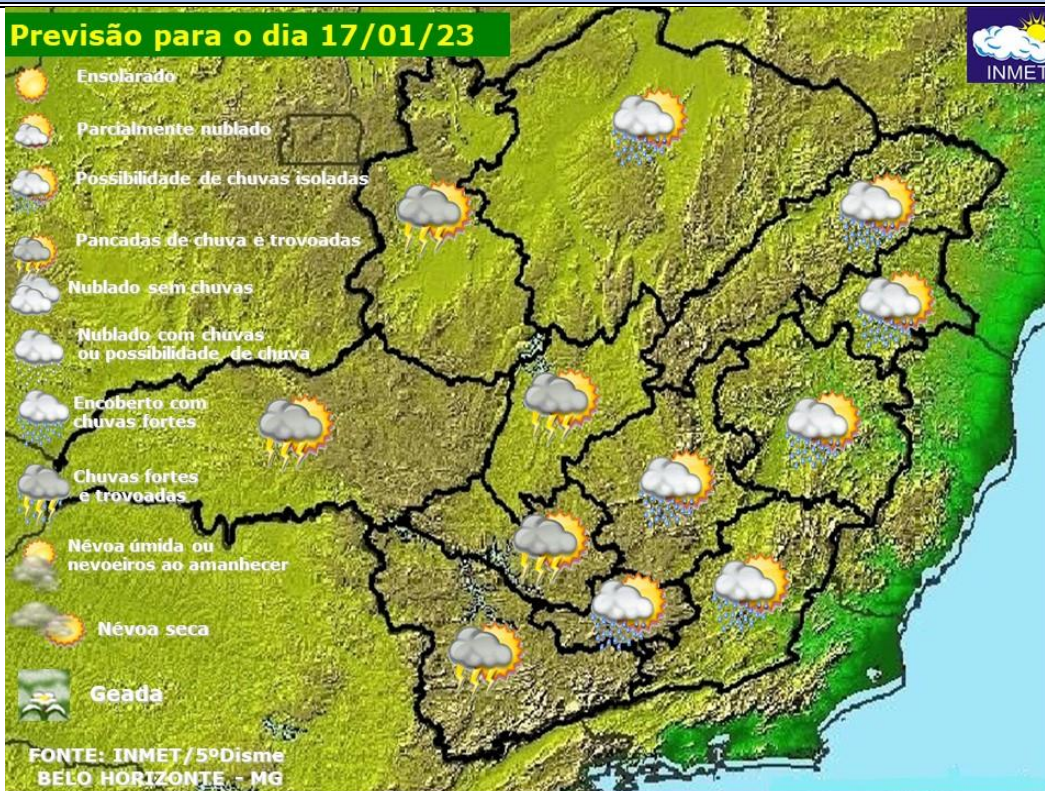 Previsão para o dia 17/01/23
INMET
Ensolarado
Parcialmente nublado
Possibilidade de chuvas isoladas
Pancadas de chuva e trovoadas
Nublado sem chuvas
Nublado com chuvas
ou possibilidade de chuva
Encoberto com
chuvas fortes
Chuvas fortes
e trovoadas
Névoa úmida ou
nevoeiros ao amanhecer
Névoa seca
Geada
FONTE: INMET/5ºDisme
BELO HORIZONTE - MG